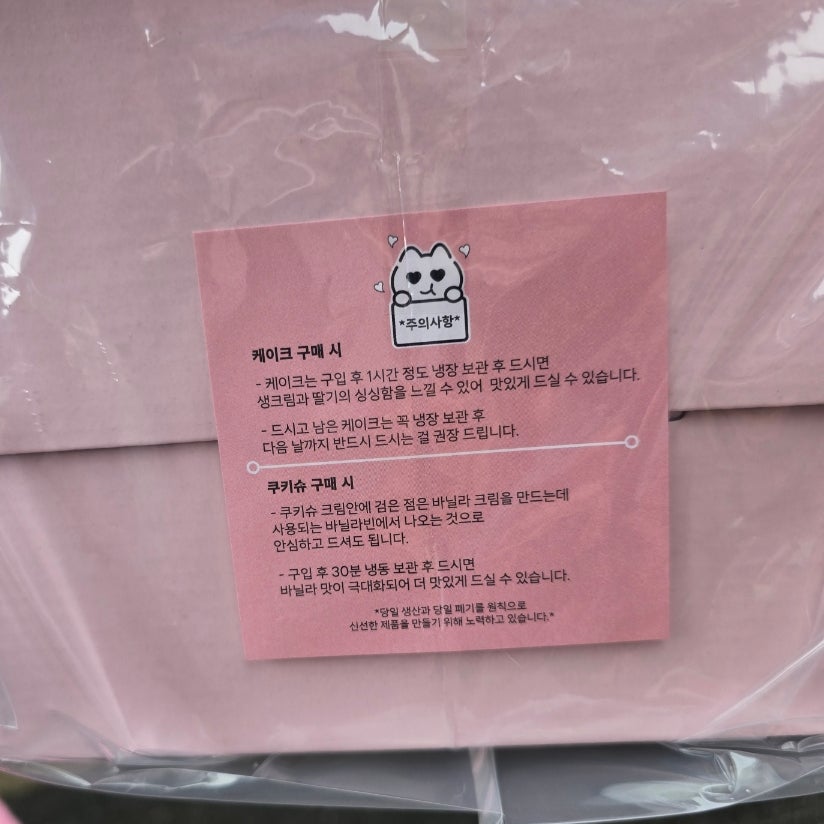 *주의사항*
케이크 구매 시
- 케이크는 구입 후 1시간 정도 냉장 보관 후 드시면
생크림과 딸기의 싱싱함을 느낄 수 있어 맛있게 드실 수 있습니다.
- 드시고 남은 케이크는 꼭 냉장 보관 후
다음 날까지 반드시 드시는 걸 권장 드립니다.
쿠키슈 구매 시
- 쿠키슈 크림안에 검은 점은 바닐라 크림을 만드는데
사용되는 바닐라빈에서 나오는 것으로
안심하고 드셔도 됩니다.
- 구입 후 30분 냉동 보관 후 드시면
바닐라 맛이 극대화되어 더 맛있게 드실 수 있습니다.
*당일 생산과 당일 폐기를 원칙으로
신선한 제품을 만들기 위해 노력하고 있습니다.*